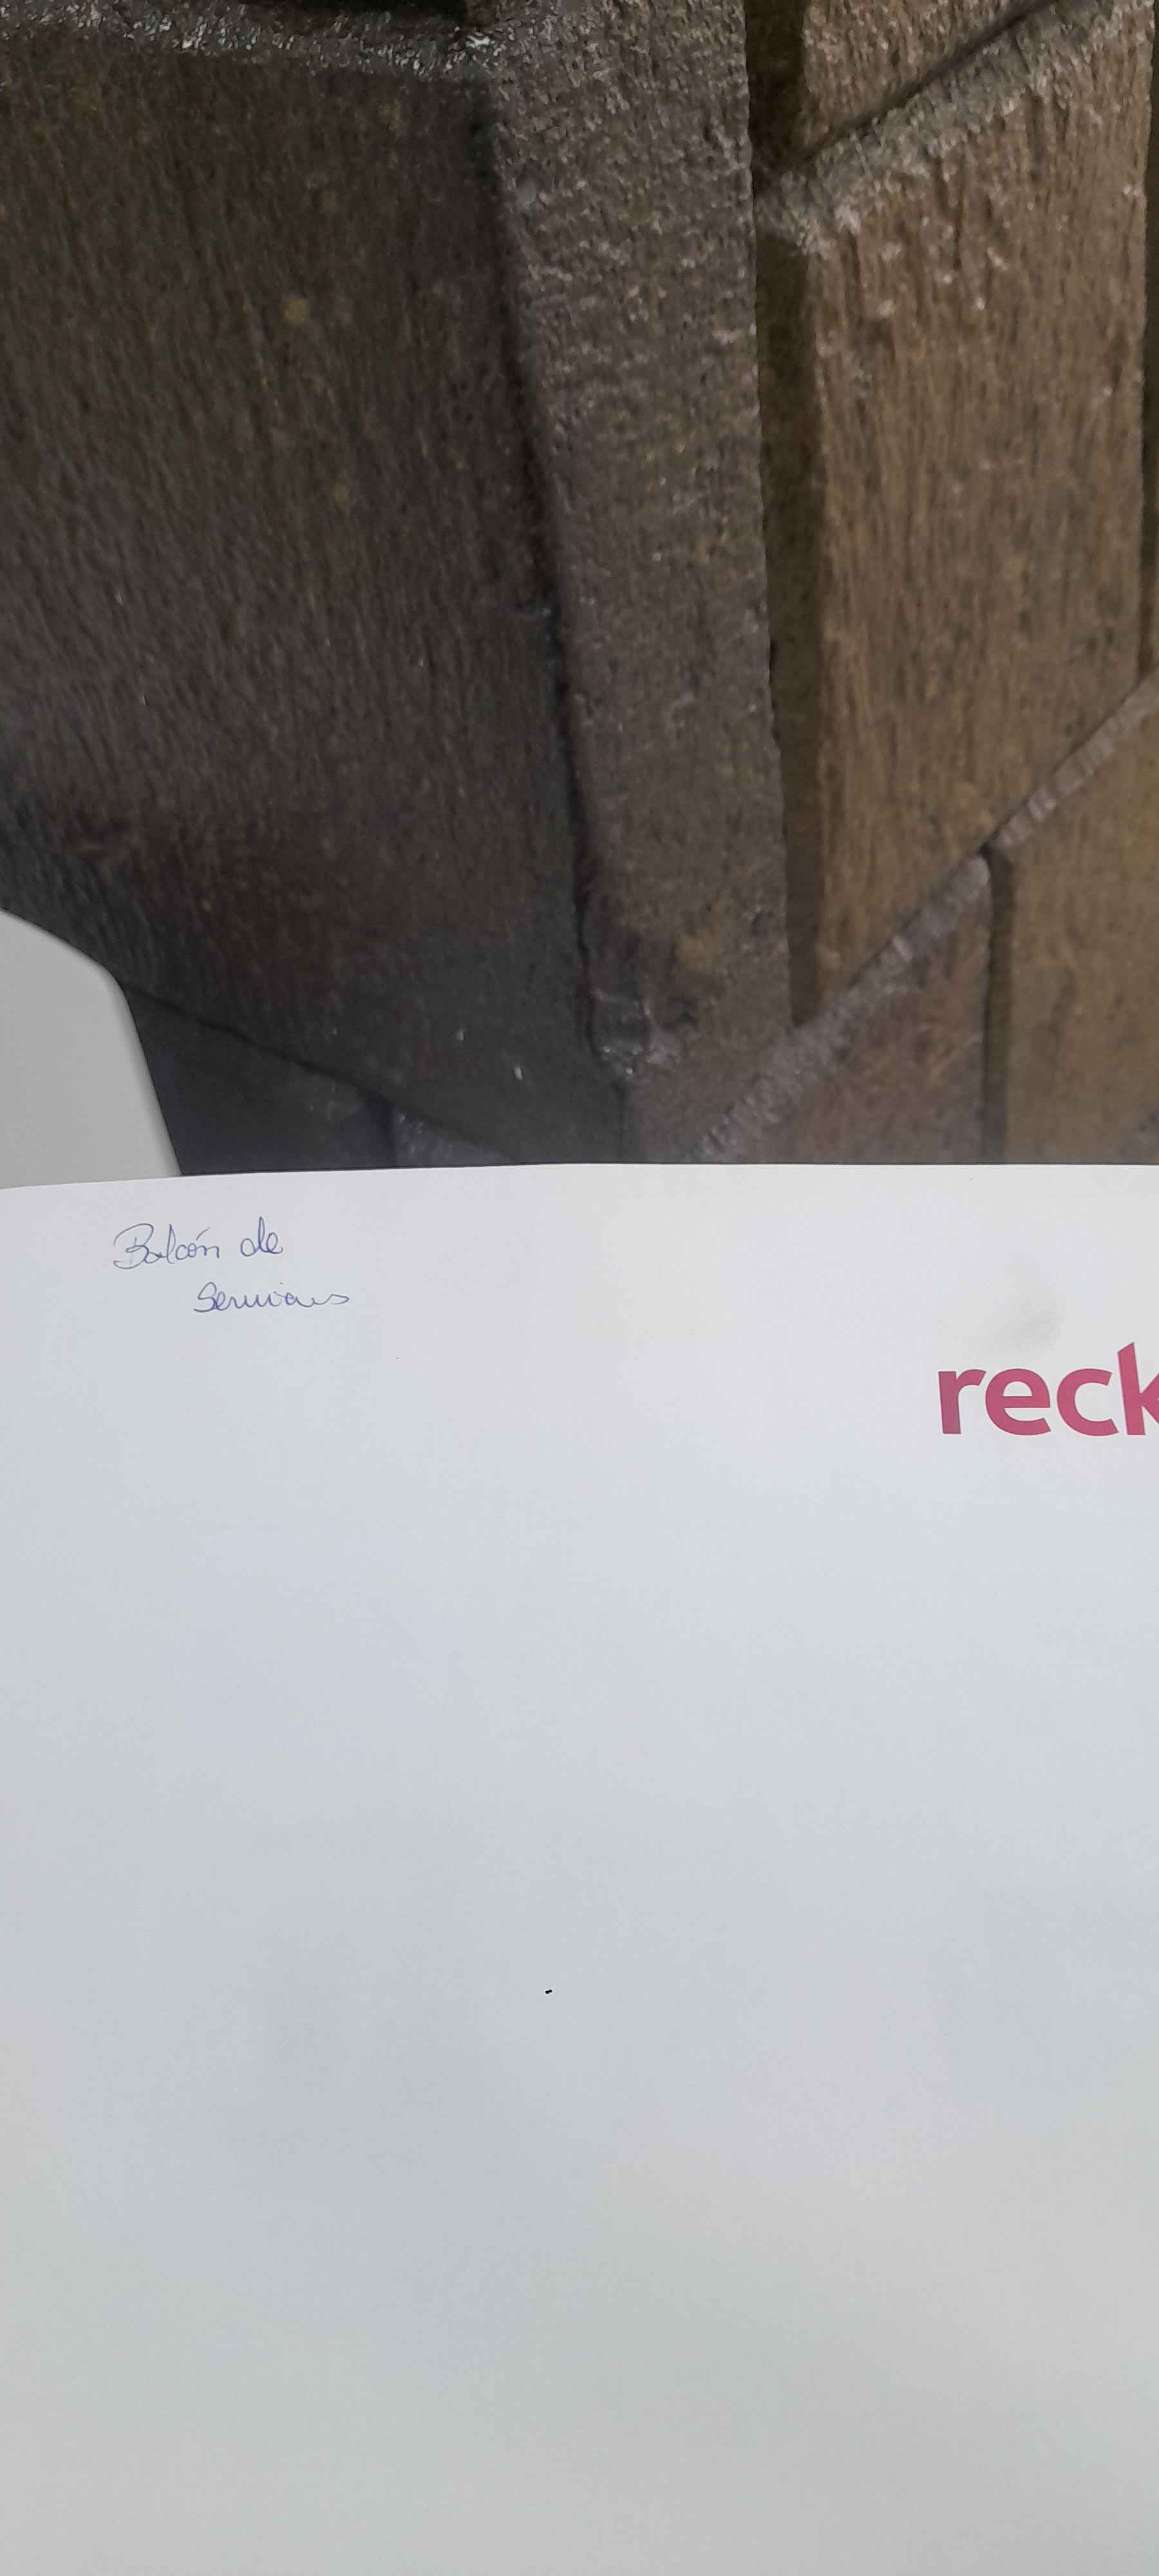 Balcón de
Servicios
reck